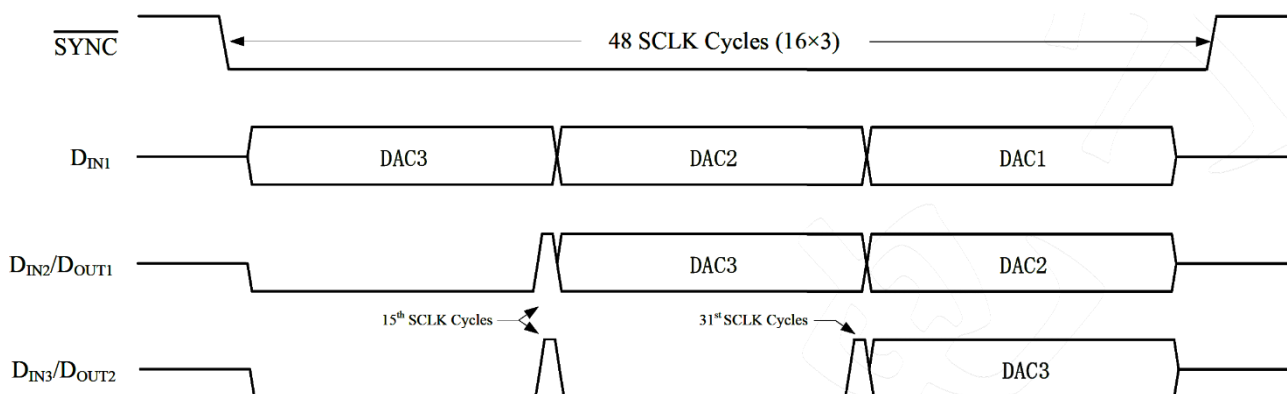 SYNC
48 SCLK Cycles (16×3)
DIN1
DAC3
DAC2
DAC1
DIN2/DOUT1
DAC3
DAC2
15th SCLK Cycles
31st SCLK Cycles
DIN3/DOUT2
DAC3